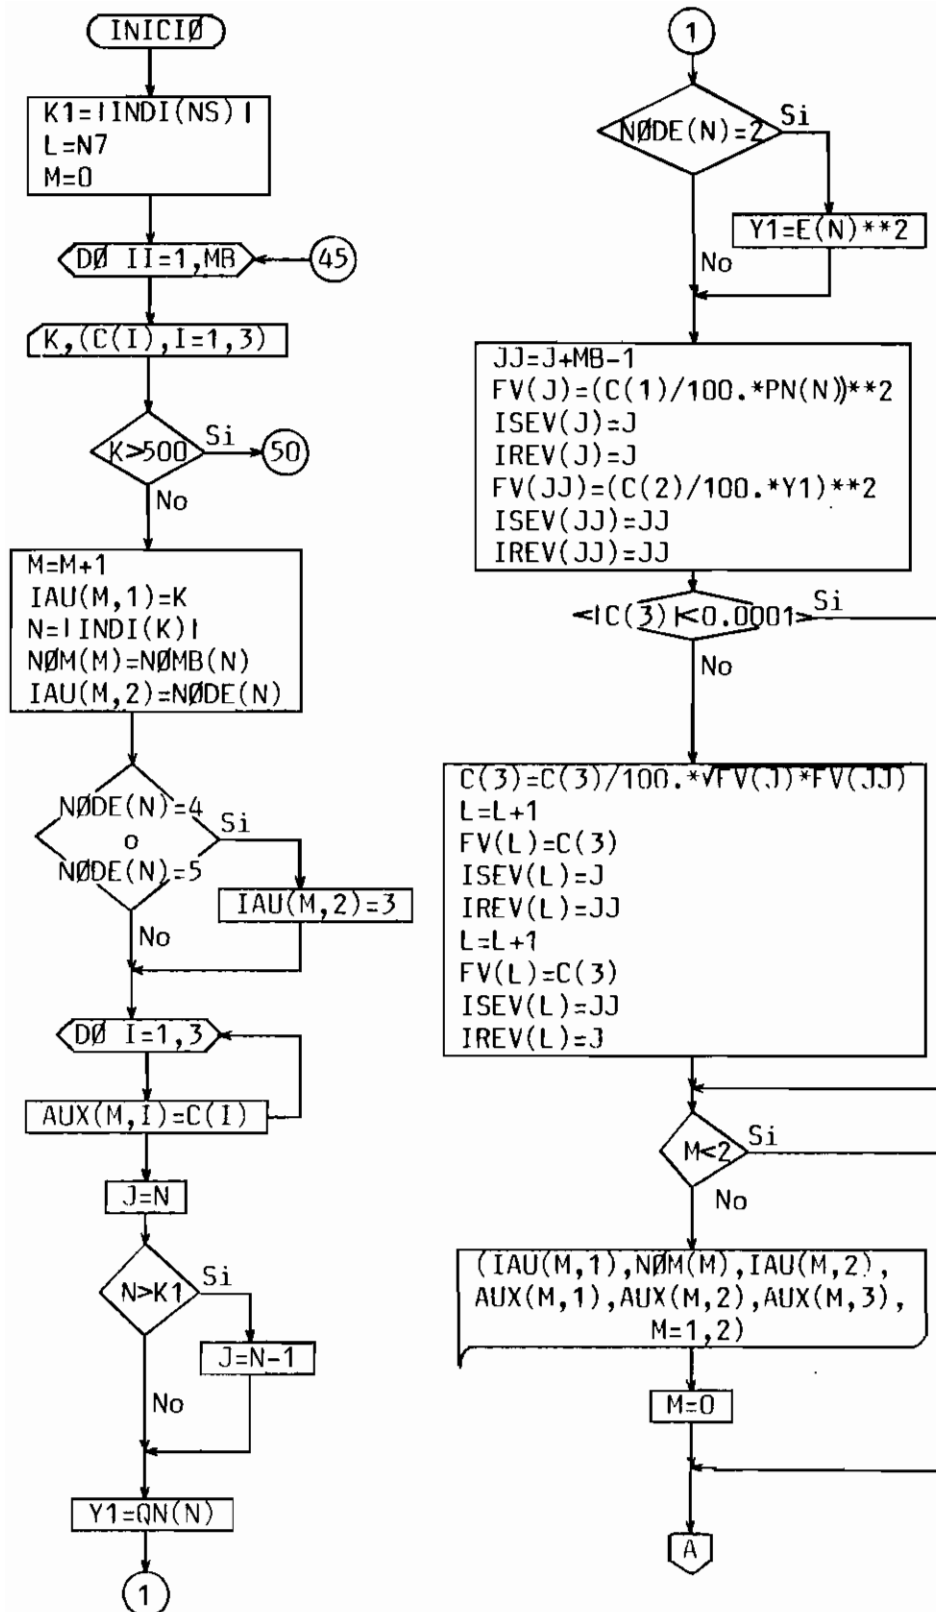 INICIØ
K1=|INDI(NS)|
L=N7
M=0
DØ II=1,MB
45
K,(C(I),I=1,3)
K>500
Si
50
No
M=M+1
IAU(M,1)=K
N=|INDI(K)|
NØM(M)=NØMB(N)
IAU(M,2)=NØDE(N)
NØDE(N)=4
o
NØDE(N)=5
Si
IAU(M,2)=3
No
DØ I=1,3
AUX(M,I)=C(I)
J=N
N>K1
Si
J=N-1
No
Y1=QN(N)
1
1
NØDE(N)=2
Si
Y1=E(N)**2
No
JJ=J+MB-1
FV(J)=(C(1)/100.*PN(N))**2
ISEV(J)=J
IREV(J)=J
FV(JJ)=(C(2)/100.*Y1)**2
ISEV(JJ)=JJ
IREV(JJ)=JJ
|C(3)|<0.0001
Si
No
C(3)=C(3)/100.*√FV(J)*FV(JJ)
L=L+1
FV(L)=C(3)
ISEV(L)=J
IREV(L)=JJ
L=L+1
FV(L)=C(3)
ISEV(L)=JJ
IREV(L)=J
M<2
Si
No
(IAU(M,1),NØM(M),IAU(M,2),
AUX(M,1),AUX(M,2),AUX(M,3),
M=1,2)
M=0
A